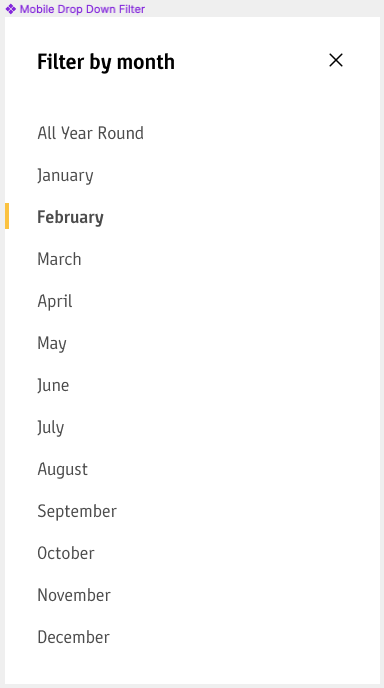 Mobile Drop Down Filter
Filter by month
All Year Round
January
February
March
April
May
June
July
August
September
October
November
December